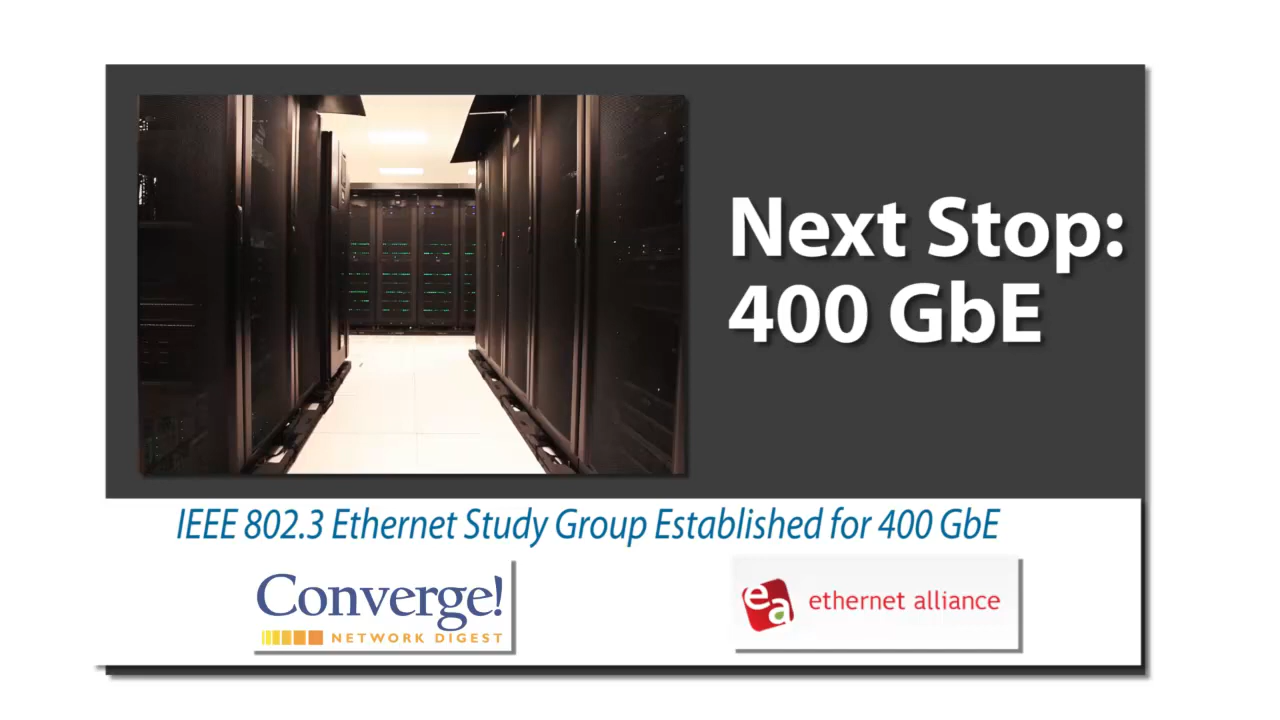 Next Stop:
400 GbE
IEEE 802.3 Ethernet Study Group Established for 400 GbE
Converge!
NETWORK DIGEST
ea
ethernet alliance